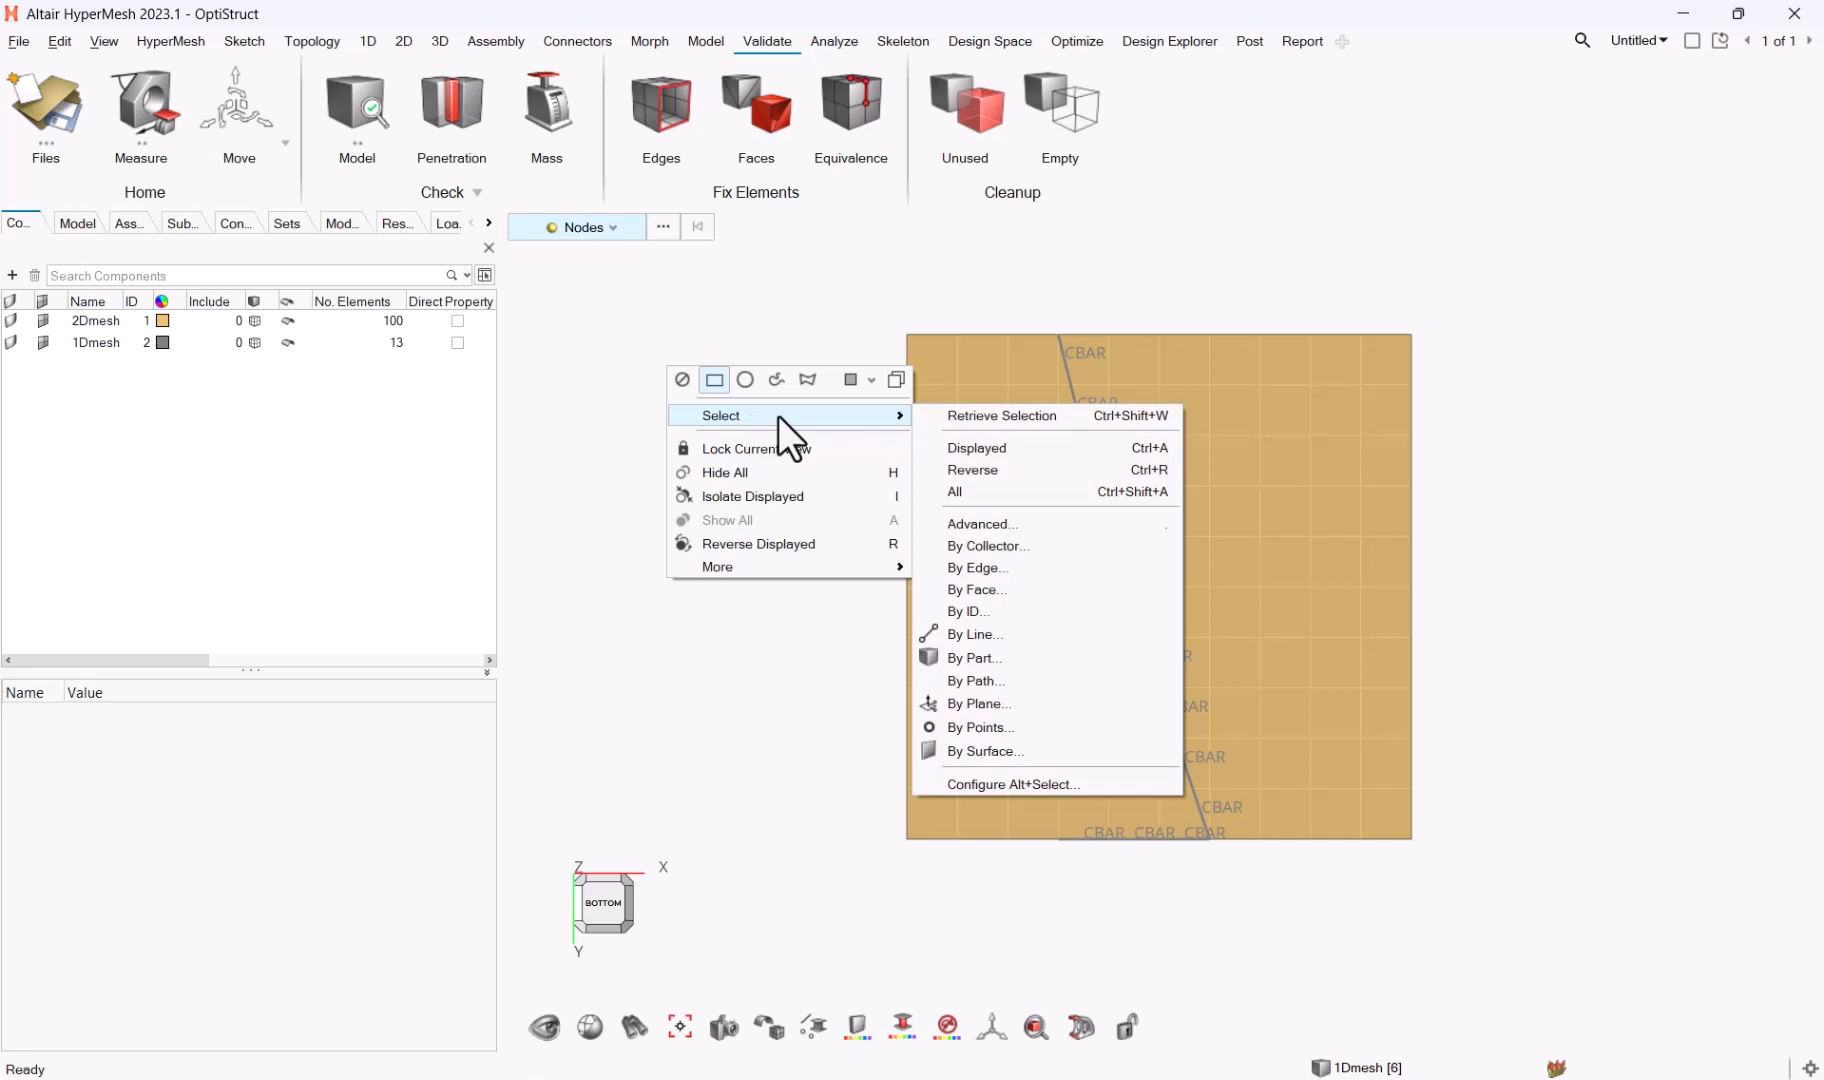 Altair HyperMesh 2023.1 - OptiStruct
File Edit View HyperMesh Sketch Topology 1D 2D 3D Assembly Connectors Morph Model Validate Analyze Skeleton Design Space Optimize Design Explorer Post Report Untitled 1 of 1
Files Measure Move Model Penetration Mass Edges Faces Equivalence Unused Empty
Home Check Fix Elements Cleanup
Co... Model Ass... Sub... Con... Sets Mod... Res... Loa.
Nodes
Search Components
Name ID Include No. Elements Direct Property
2Dmesh 1 0 100
1Dmesh 2 0 13
Name Value
Select
Lock Current
Hide All H
Isolate Displayed I
Show All A
Reverse Displayed R
More
Retrieve Selection Ctrl+Shift+W
Displayed Ctrl+A
Reverse Ctrl+R
All Ctrl+Shift+A
Advanced... .
By Collector...
By Edge...
By Face...
By ID...
By Line...
By Part...
By Path...
By Plane...
By Points...
By Surface...
Configure Alt+Select...
CBAR
CBAR
CBAR
CBAR
CBAR CBAR CBAR
Z X
BOTTOM
Y
Ready
1Dmesh [6]